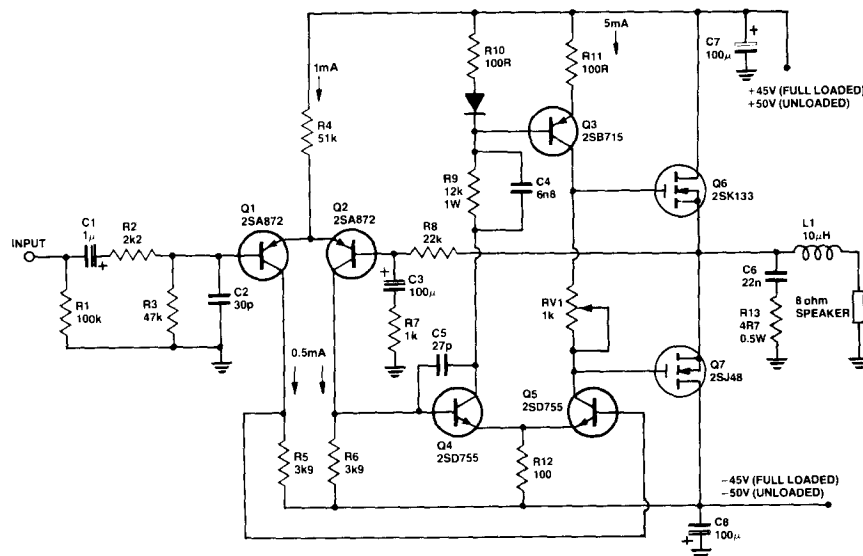 R10
100R
5mA
R11
100R
C7
100μ
+
+45V (FULL LOADED)
+50V (UNLOADED)
1mA
R4
51k
Q3
2SB715
R9
12k
1W
C4
6n8
Q6
2SK133
Q1
2SA872
Q2
2SA872
R8
22k
C1
1μ
R2
2k2
INPUT
+
L1
10μH
C6
22n
R1
100k
R3
47k
C2
30p
+
C3
100μ
R7
1k
RV1
1k
R13
4R7
0.5W
8 ohm
SPEAKER
0.5mA
C5
27p
Q7
2SJ48
Q5
2SD755
Q4
2SD755
R5
3k9
R6
3k9
R12
100
–45V (FULL LOADED)
–50V (UNLOADED)
C8
100μ
+